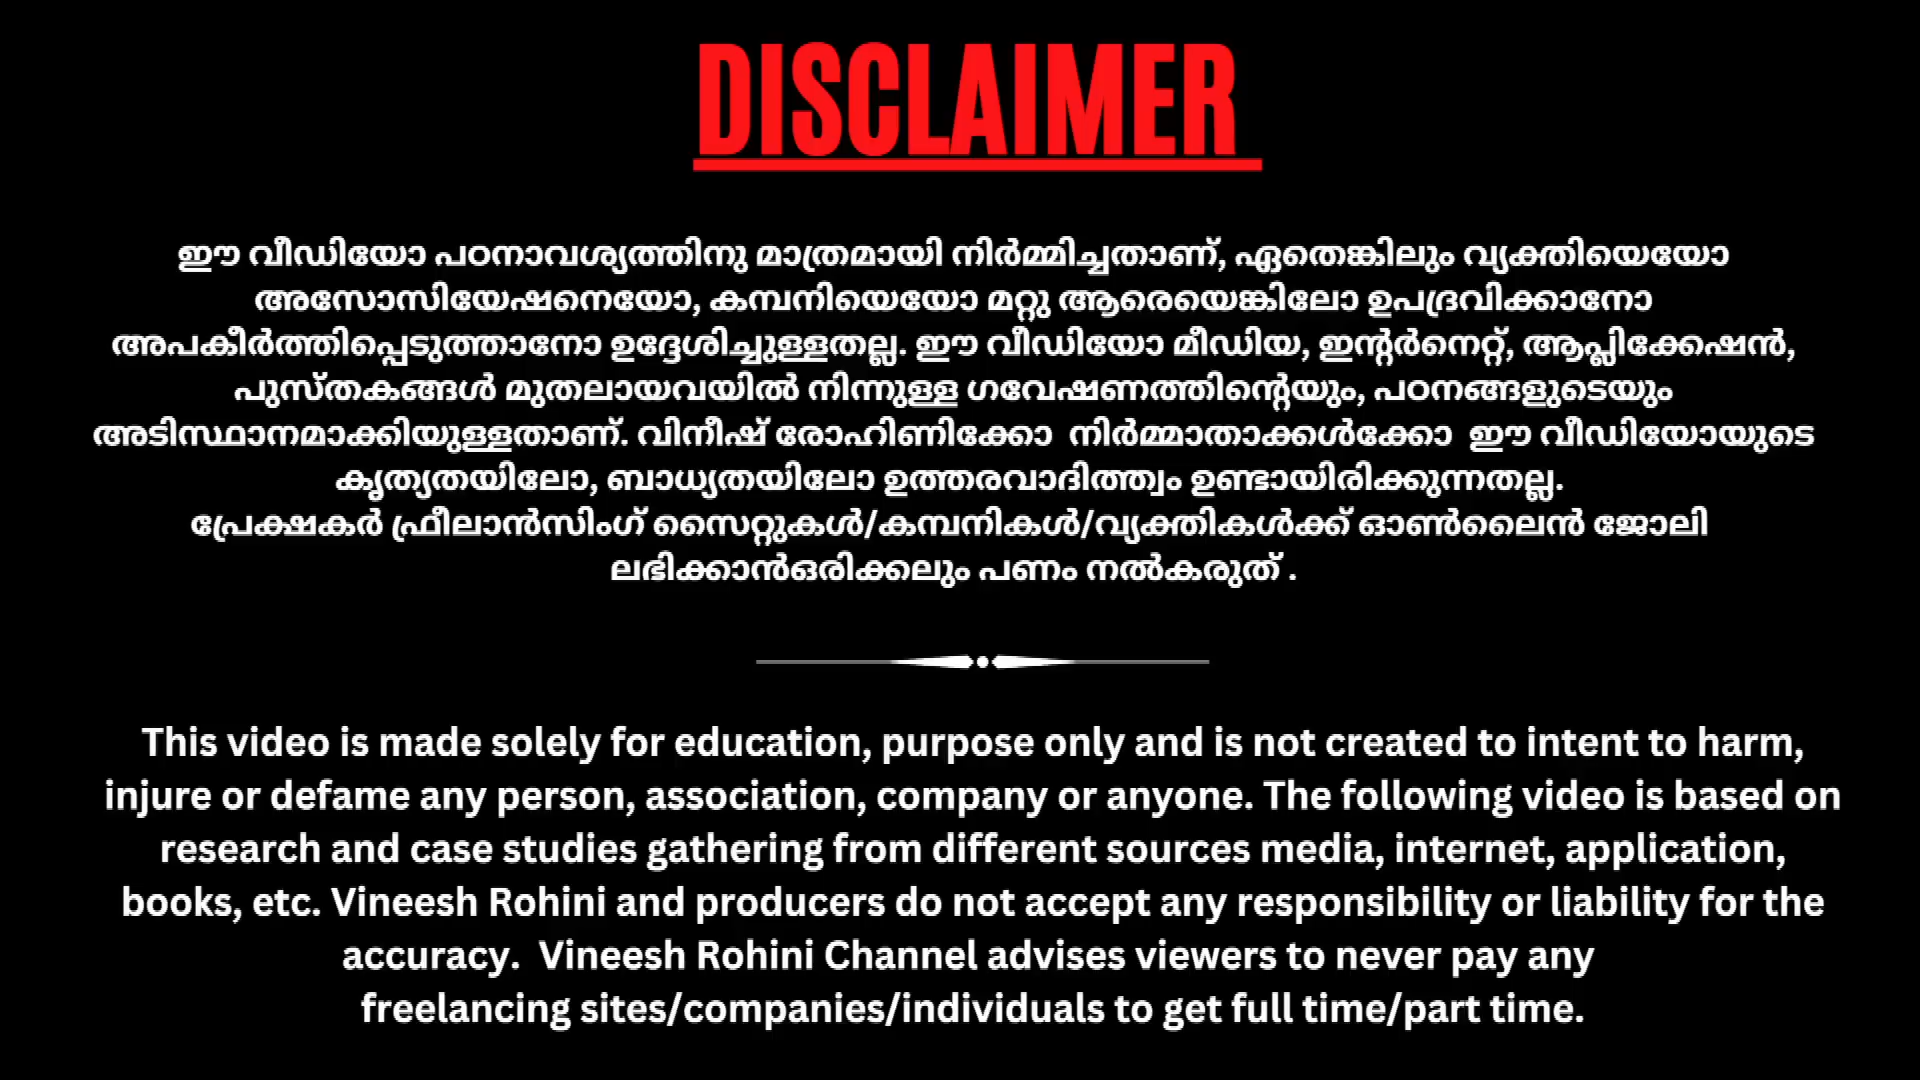 DISCLAIMER
ഈ വീഡിയോ പഠനാവശ്യത്തിനു മാത്രമായി നിർമ്മിച്ചതാണ്, ഏതെങ്കിലും വ്യക്തിയെയോ
അസോസിയേഷനെയോ, കമ്പനിയെയോ മറ്റു ആരെയെങ്കിലോ ഉപദ്രവിക്കാനോ
അപകീർത്തിപ്പെടുത്താനോ ഉദ്ദേശിച്ചുള്ളതല്ല. ഈ വീഡിയോ മീഡിയ, ഇന്റർനെറ്റ്, ആപ്ലിക്കേഷൻ,
പുസ്തകങ്ങൾ മുതലായവയിൽ നിന്നുള്ള ഗവേഷണത്തിന്റെയും, പഠനങ്ങളുടെയും
അടിസ്ഥാനമാക്കിയുള്ളതാണ്. വിനീഷ് രോഹിണിക്കോ  നിർമ്മാതാക്കൾക്കോ  ഈ വീഡിയോയുടെ
കൃത്യതയിലോ, ബാധ്യതയിലോ ഉത്തരവാദിത്ത്വം ഉണ്ടായിരിക്കുന്നതല്ല.
പ്രേക്ഷകർ ഫ്രീലാൻസിംഗ് സൈറ്റുകൾ/കമ്പനികൾ/വ്യക്തികൾക്ക് ഓൺലൈൻ ജോലി
ലഭിക്കാൻഒരിക്കലും പണം നൽകരുത് .
This video is made solely for education, purpose only and is not created to intent to harm,
injure or defame any person, association, company or anyone. The following video is based on
research and case studies gathering from different sources media, internet, application,
books, etc. Vineesh Rohini and producers do not accept any responsibility or liability for the
accuracy.  Vineesh Rohini Channel advises viewers to never pay any
freelancing sites/companies/individuals to get full time/part time.